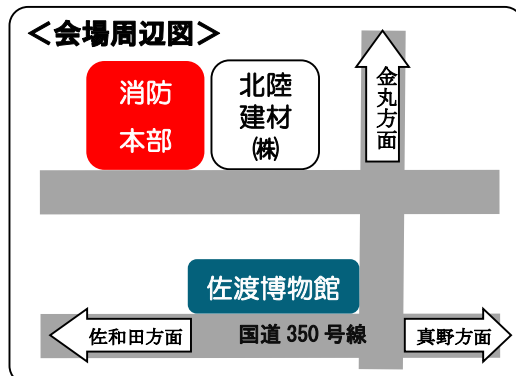 ＜会場周辺図＞
消防
本部
北陸
建材
㈱
金丸方面
佐渡博物館
佐和田方面
国道 350 号線
真野方面